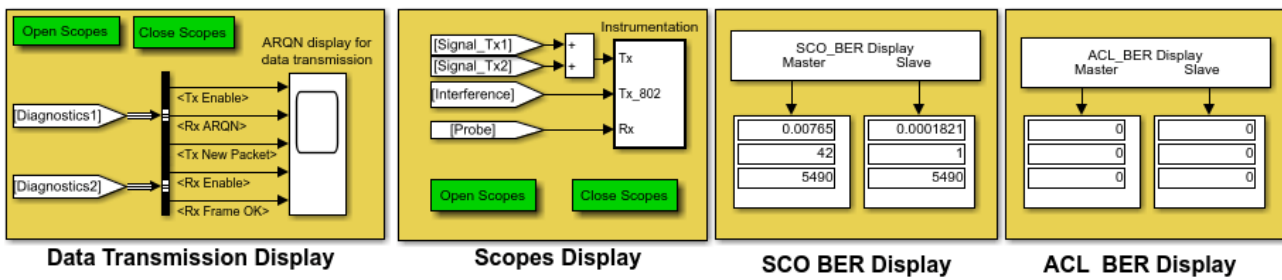 Open Scopes
Close Scopes
ARQN display for
data transmission
[Diagnostics1]
[Diagnostics2]
<Tx Enable>
<Rx ARQN>
<Tx New Packet>
<Rx Enable>
<Rx Frame OK>
Data Transmission Display
Instrumentation
[Signal_Tx1]
[Signal_Tx2]
+
+
[Interference]
[Probe]
Tx
Tx_802
Rx
Open Scopes
Close Scopes
Scopes Display
SCO_BER Display
Master Slave
0.00765 0.0001821
42 1
5490 5490
SCO BER Display
ACL_BER Display
Master Slave
0 0
0 0
0 0
ACL BER Display